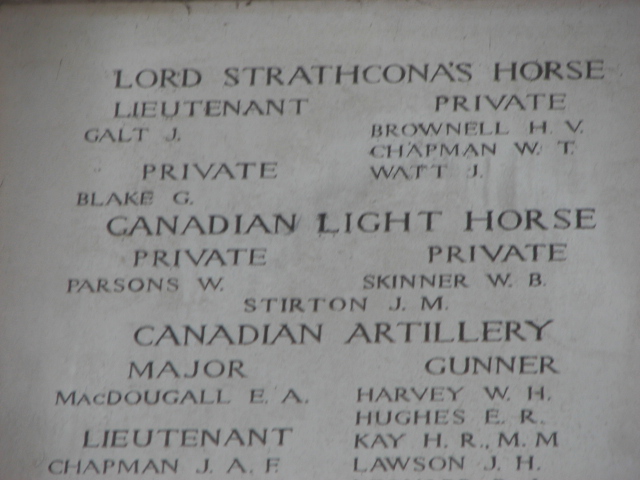 LORD STRATHCONA'S HORSE
LIEUTENANT
GALT J.
PRIVATE
BLAKE G.
PRIVATE
BROWNELL H. V.
CHAPMAN W. T.
WATT J.
CANADIAN LIGHT HORSE
PRIVATE
PARSONS W.
PRIVATE
SKINNER W. B.
STIRTON J. M.
CANADIAN ARTILLERY
MAJOR
MACDOUGALL E. A.
LIEUTENANT
CHAPMAN J. A. F.
GUNNER
HARVEY W. H.
HUGHES E. R.
KAY H. R., M. M
LAWSON J. H.